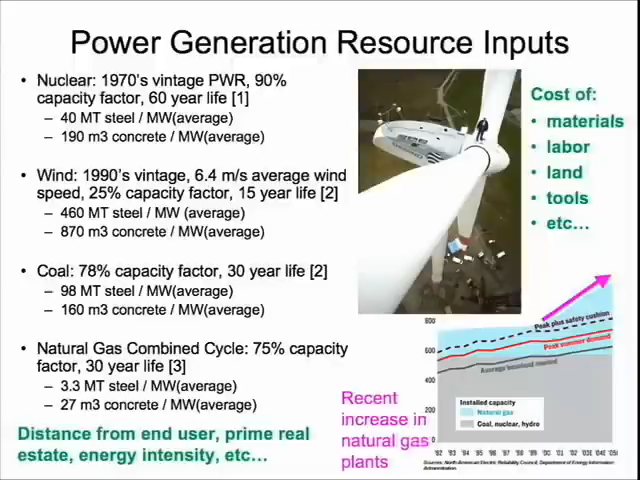 Power Generation Resource Inputs
• Nuclear: 1970's vintage PWR, 90%
capacity factor, 60 year life [1]
– 40 MT steel / MW(average)
– 190 m3 concrete / MW(average)
• Wind: 1990's vintage, 6.4 m/s average wind
speed, 25% capacity factor, 15 year life [2]
– 460 MT steel / MW (average)
– 870 m3 concrete / MW(average)
• Coal: 78% capacity factor, 30 year life [2]
– 98 MT steel / MW(average)
– 160 m3 concrete / MW(average)
• Natural Gas Combined Cycle: 75% capacity
factor, 30 year life [3]
– 3.3 MT steel / MW(average)
– 27 m3 concrete / MW(average)
Distance from end user, prime real
estate, energy intensity, etc…
Cost of:
• materials
• labor
• land
• tools
• etc…
Recent
increase in
natural gas
plants
800
600
400
200
0
Peak plus safety cushion
Peak summer demand
Average
Installed capacity
Natural gas
Coal, nuclear, hydro
'92 '93 '94 '95 '96 '97 '98 '99 '00 '01 '02 '03E '04E '05E
Sources: North American Electric Reliability Council, Department of Energy Information
Administration